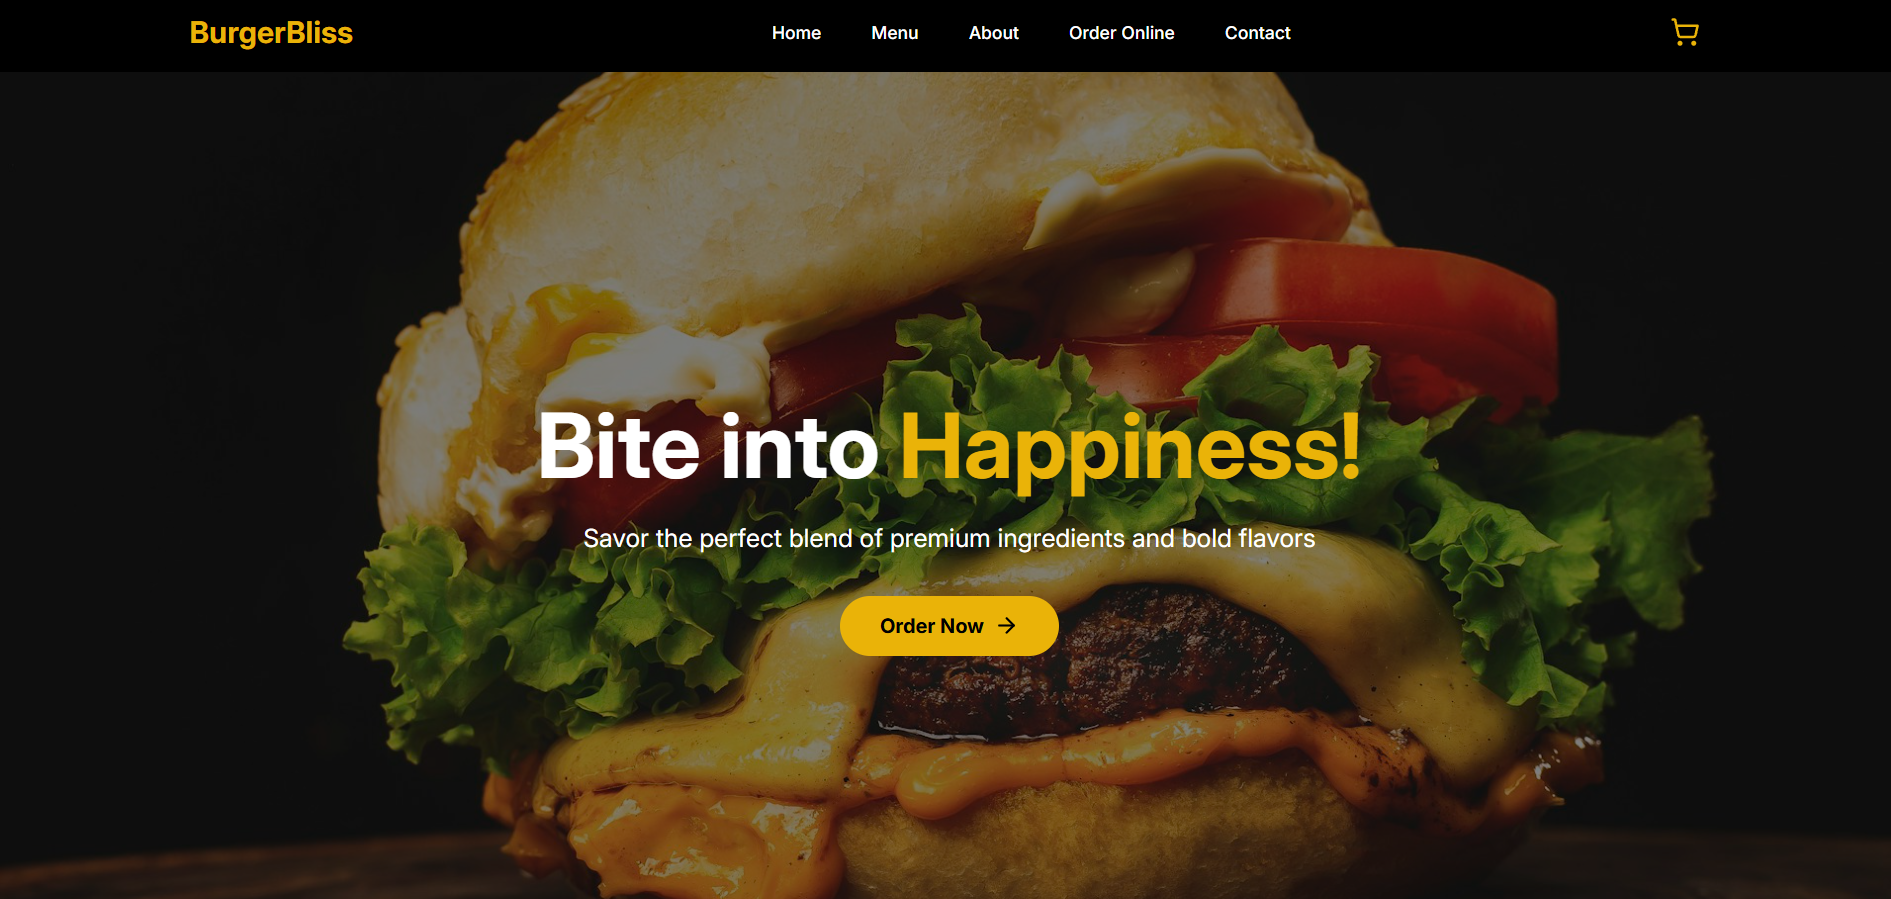 BurgerBliss
Home Menu About Order Online Contact
Bite into Happiness!
Savor the perfect blend of premium ingredients and bold flavors
Order Now